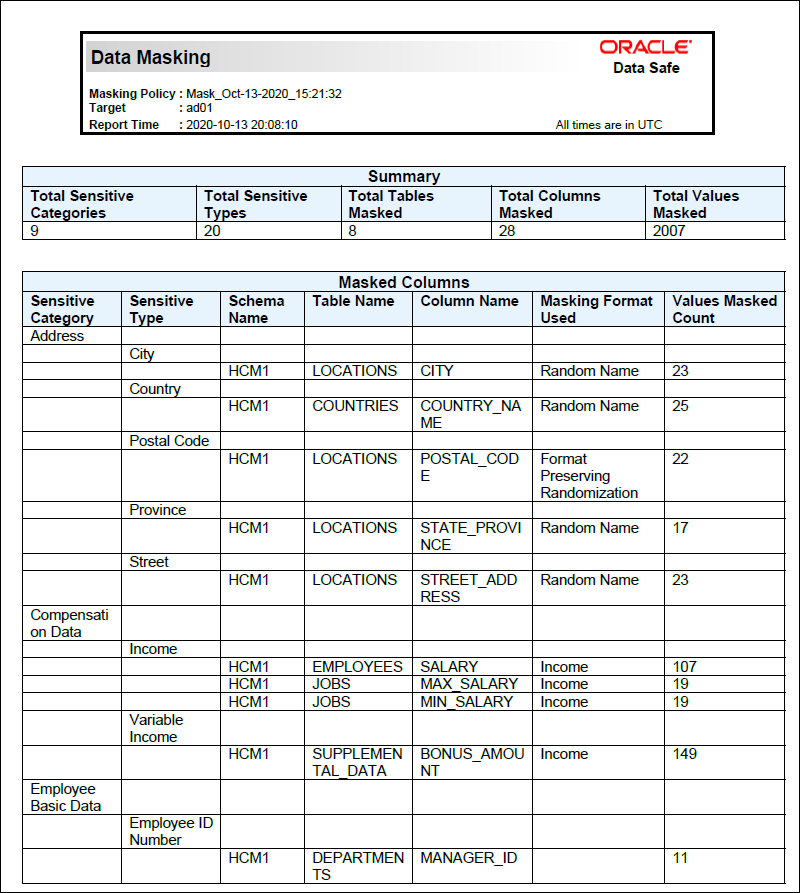 Data Masking
ORACLE
Data Safe
Masking Policy : Mask_Oct-13-2020_15:21:32
Target : ad01
Report Time : 2020-10-13 20:08:10
All times are in UTC
Summary
Total Sensitive Categories Total Sensitive Types Total Tables Masked Total Columns Masked Total Values Masked
9 20 8 28 2007
Masked Columns
Sensitive Category Sensitive Type Schema Name Table Name Column Name Masking Format Used Values Masked Count
Address
City
HCM1 LOCATIONS CITY Random Name 23
Country
HCM1 COUNTRIES COUNTRY_NAME Random Name 25
Postal Code
HCM1 LOCATIONS POSTAL_CODE Format Preserving Randomization 22
Province
HCM1 LOCATIONS STATE_PROVINCE Random Name 17
Street
HCM1 LOCATIONS STREET_ADDRESS Random Name 23
Compensation Data
Income
HCM1 EMPLOYEES SALARY Income 107
HCM1 JOBS MAX_SALARY Income 19
HCM1 JOBS MIN_SALARY Income 19
Variable Income
HCM1 SUPPLEMENTAL_DATA BONUS_AMOUNT Income 149
Employee Basic Data
Employee ID Number
HCM1 DEPARTMENTS MANAGER_ID 11